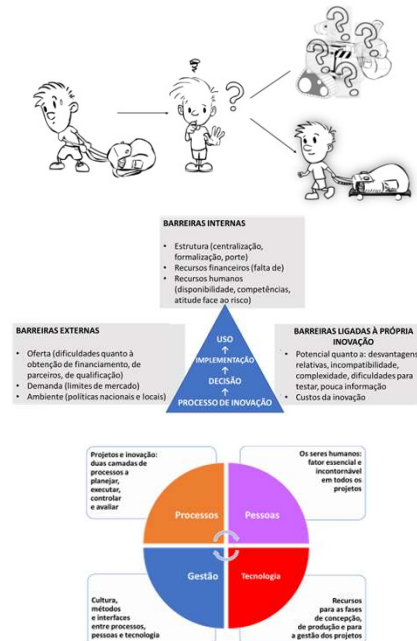 ?
?
?
?
?
BARREIRAS INTERNAS
• Estrutura (centralização,
formalização, porte)
• Recursos financeiros (falta de)
• Recursos humanos
(disponibilidade, competências,
atitude face ao risco)
BARREIRAS EXTERNAS
• Oferta (dificuldades quanto à
obtenção de financiamento, de
parceiros, de qualificação)
• Demanda (limites de mercado)
• Ambiente (políticas nacionais e locais)
USO
↑
IMPLEMENTAÇÃO
↑
DECISÃO
↑
PROCESSO DE INOVAÇÃO
BARREIRAS LIGADAS À PRÓPRIA
INOVAÇÃO
• Potencial quanto a: desvantagens
relativas, incompatibilidade,
complexidade, dificuldades para
testar, pouca informação
• Custos da inovação
Projetos e inovação:
duas camadas de
processos a
planejar,
executar,
controlar
e avaliar
Os seres humanos:
fator essencial e
incontornável
em todos os
projetos
Processos
Pessoas
Gestão
Tecnologia
Cultura,
métodos
e interfaces
entre processos,
pessoas e tecnologia
Recursos
para as fases
de concepção,
de produção e para
a gestão dos projetos